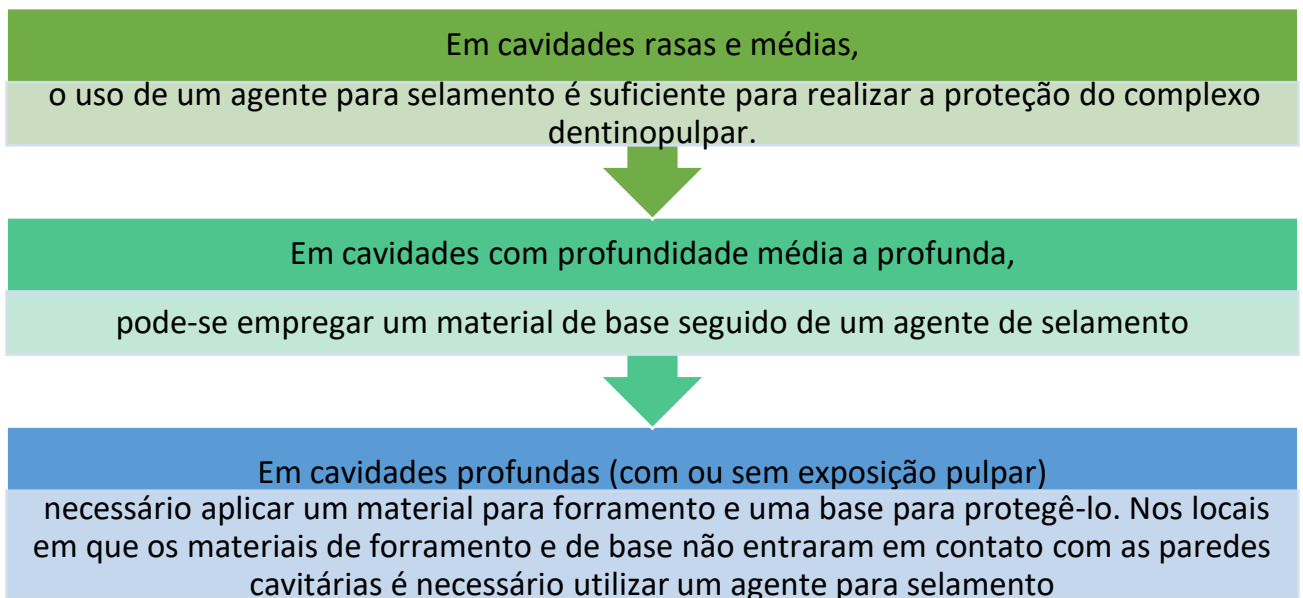 Em cavidades rasas e médias,
o uso de um agente para selamento é suficiente para realizar a proteção do complexo
dentinopulpar.
Em cavidades com profundidade média a profunda,
pode-se empregar um material de base seguido de um agente de selamento
Em cavidades profundas (com ou sem exposição pulpar)
necessário aplicar um material para forramento e uma base para protegê-lo. Nos locais
em que os materiais de forramento e de base não entraram em contato com as paredes
cavitárias é necessário utilizar um agente para selamento